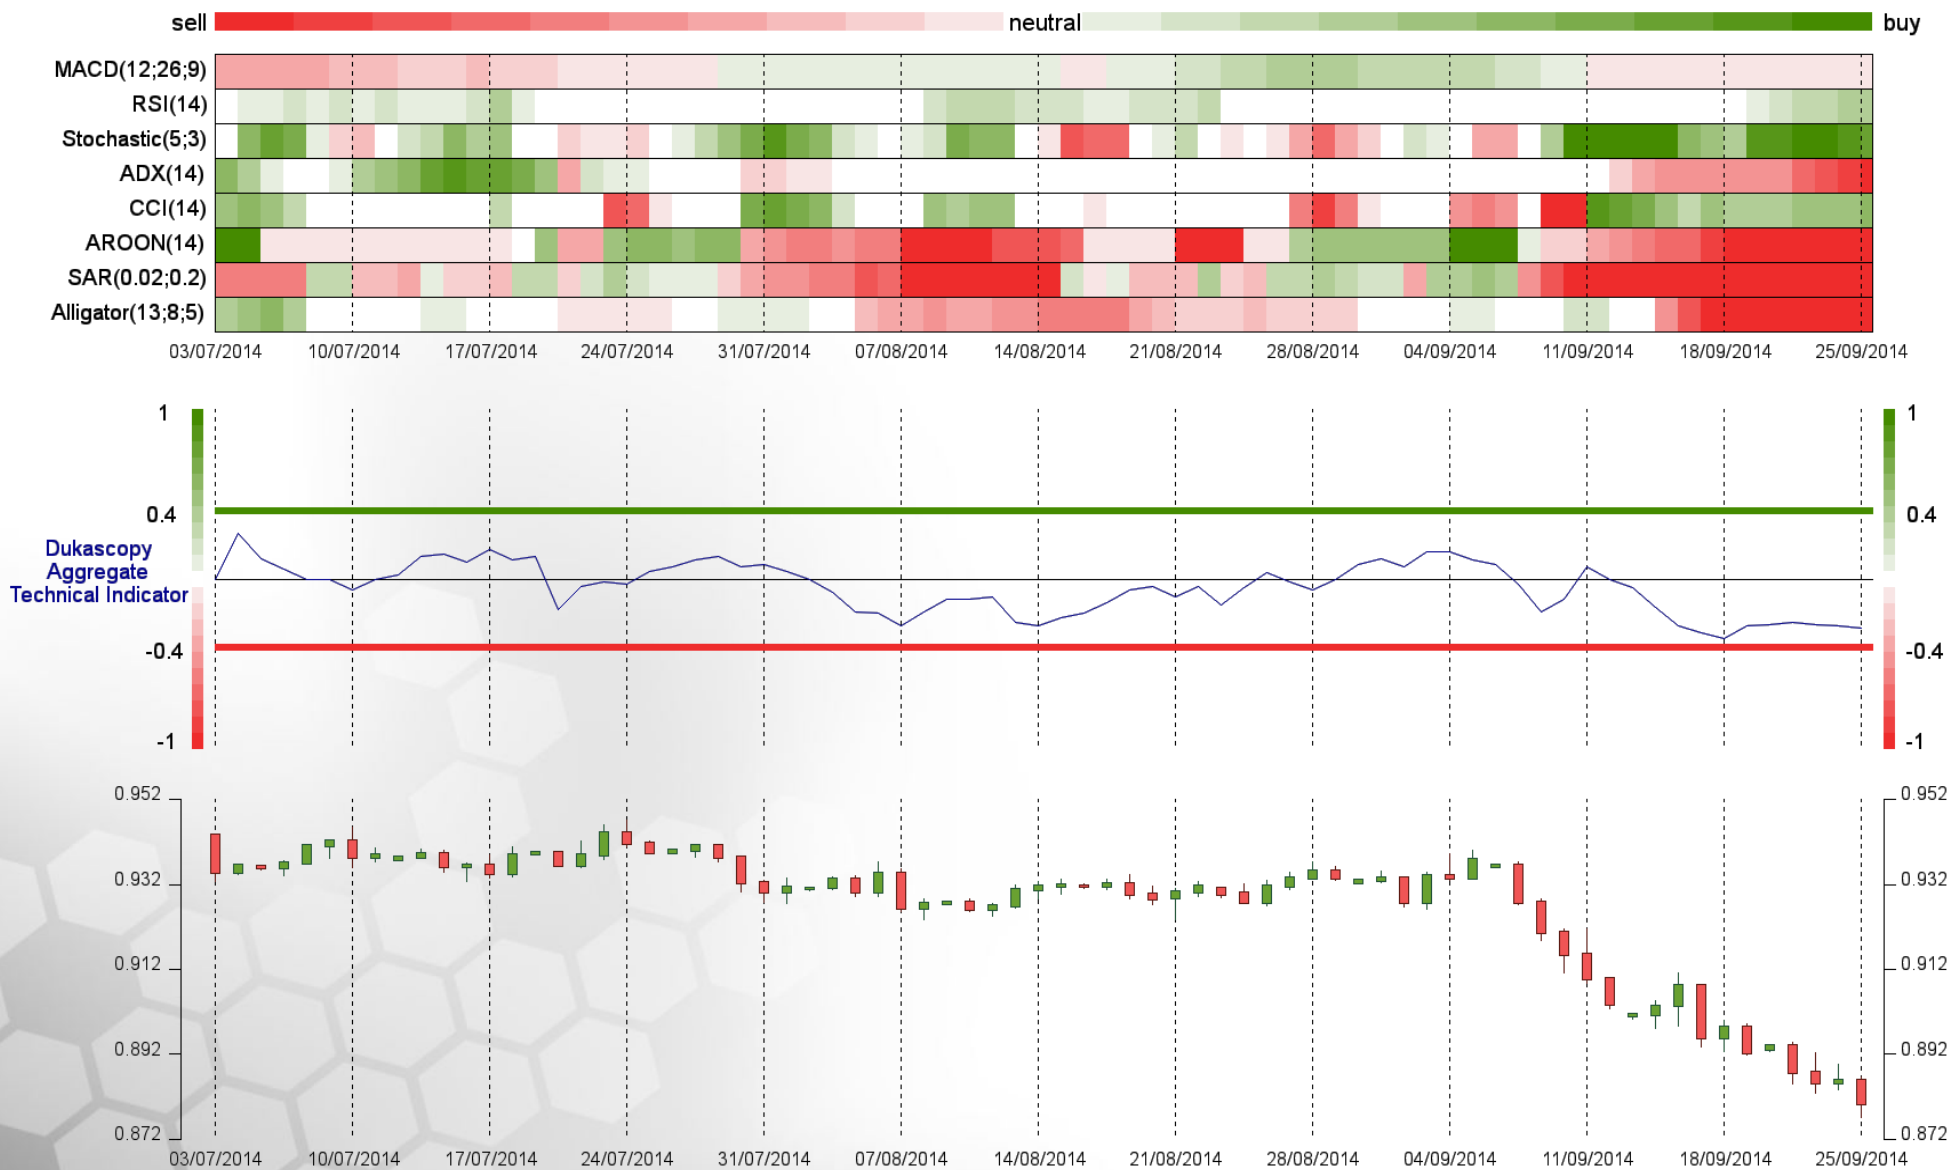 sell neutral buy
MACD(12;26;9)
RSI(14)
Stochastic(5;3)
ADX(14)
CCI(14)
AROON(14)
SAR(0.02;0.2)
Alligator(13;8;5)
03/07/2014 10/07/2014 17/07/2014 24/07/2014 31/07/2014 07/08/2014 14/08/2014 21/08/2014 28/08/2014 04/09/2014 11/09/2014 18/09/2014 25/09/2014
1 1
0.4 0.4
Dukascopy
Aggregate
Technical Indicator
-0.4 -0.4
-1 -1
0.952 0.952
0.932 0.932
0.912 0.912
0.892 0.892
0.872 0.872
03/07/2014 10/07/2014 17/07/2014 24/07/2014 31/07/2014 07/08/2014 14/08/2014 21/08/2014 28/08/2014 04/09/2014 11/09/2014 18/09/2014 25/09/2014